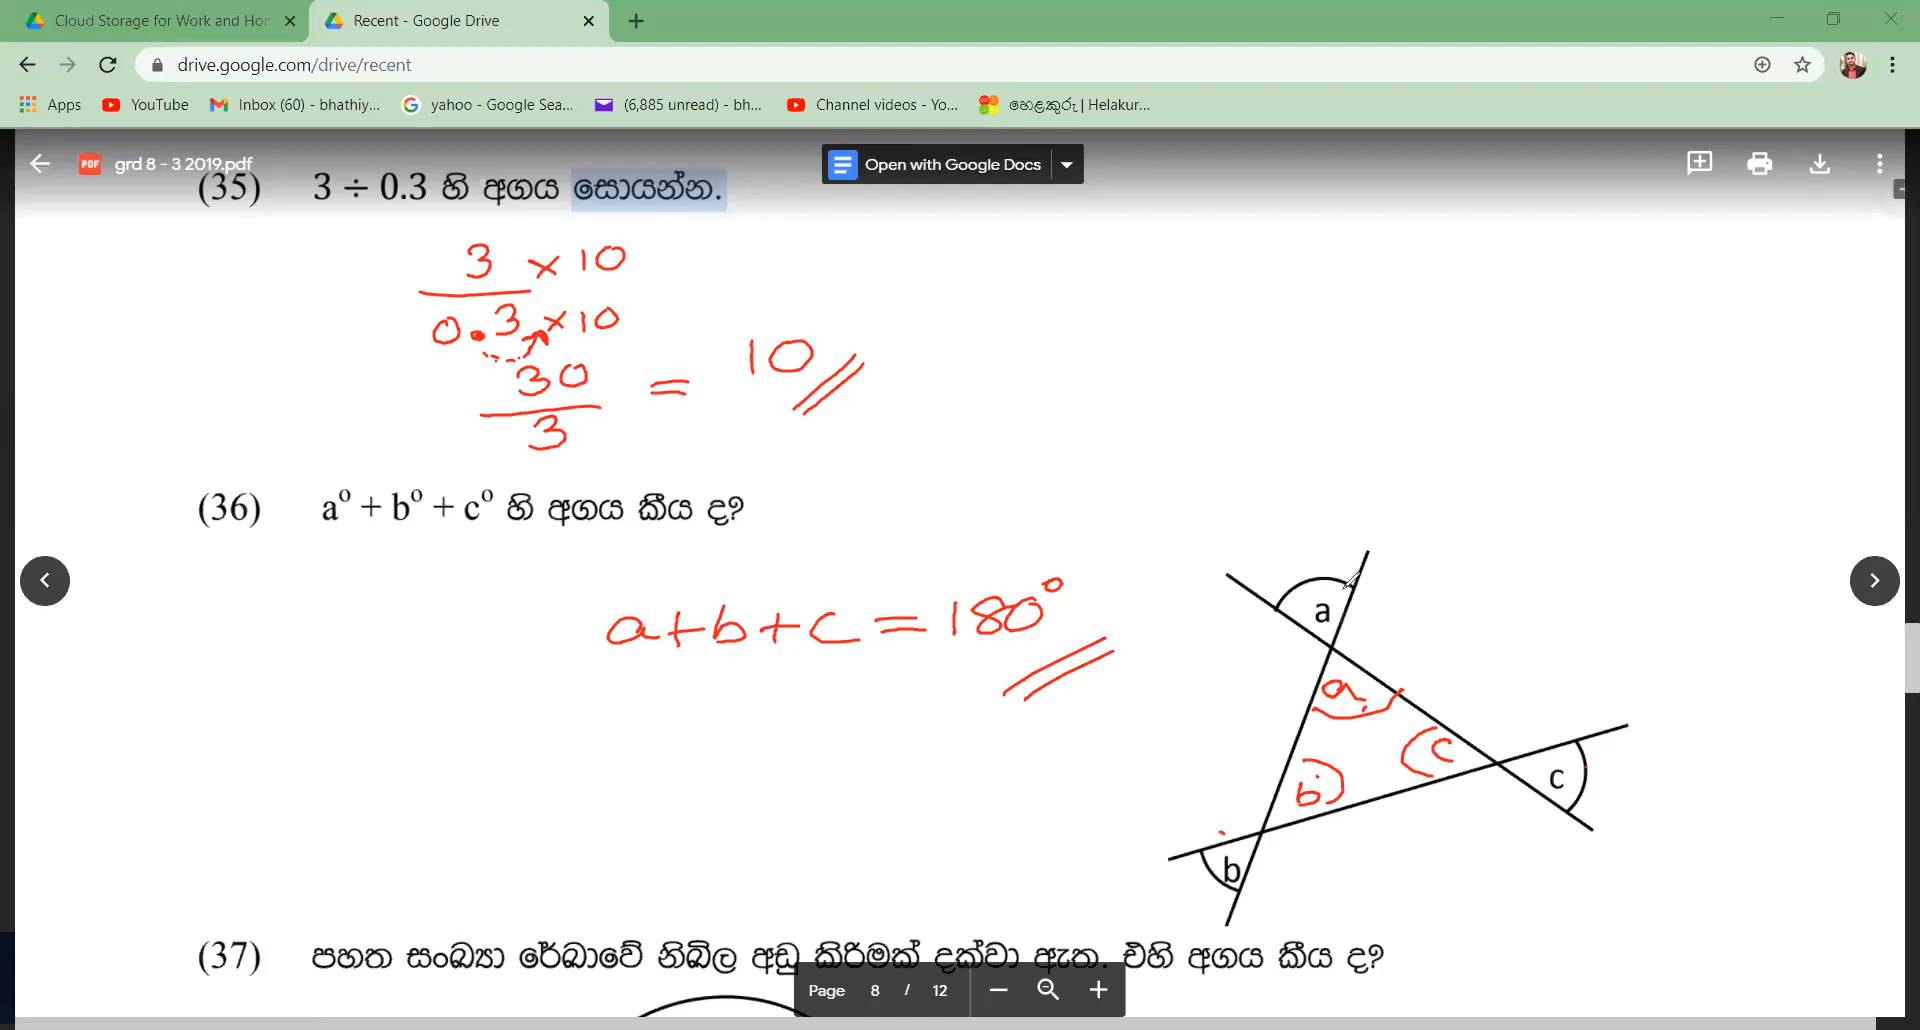 Cloud Storage for Work and Hor
Recent - Google Drive
drive.google.com/drive/recent
Apps YouTube Inbox (60) - bhathiy... yahoo - Google Sea... (6,885 unread) - bh... Channel videos - Yo... හෙළකුරු | Helakur...
PDF grd 8 - 3 2019.pdf
Open with Google Docs
(35) 3 ÷ 0.3 හි අගය සොයන්න.
3 × 10
0.3 × 10
30
3
= 10
(36) a° + b° + c° හි අගය කීය ද?
a+b+c = 180°
a
a
c
c
b
b
(37) පහත සංඛ්‍යා රේඛාවේ නිඛිල අඩු කිරිමක් දක්වා ඇත. එහි අගය කීය ද?
Page 8 / 12